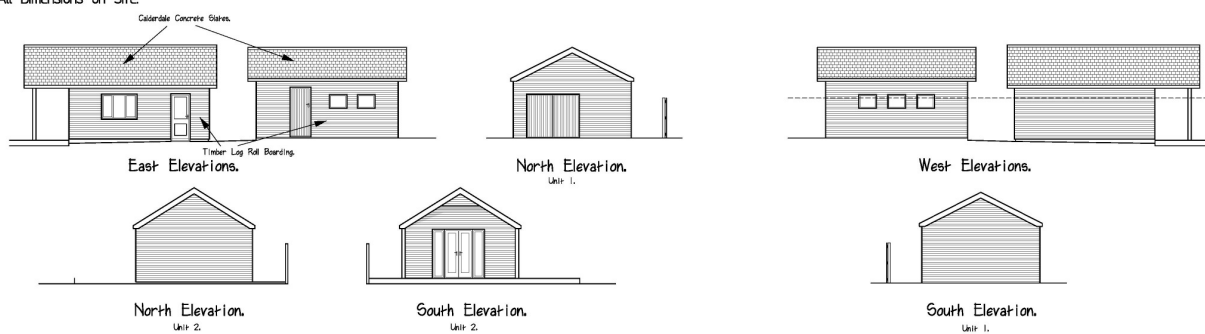 All Dimensions on Site.
Calderdale Concrete Slates.
Timber Log Roll Boarding.
East Elevations.
North Elevation.
Unit 1.
West Elevations.
North Elevation.
Unit 2.
South Elevation.
Unit 2.
South Elevation.
Unit 1.